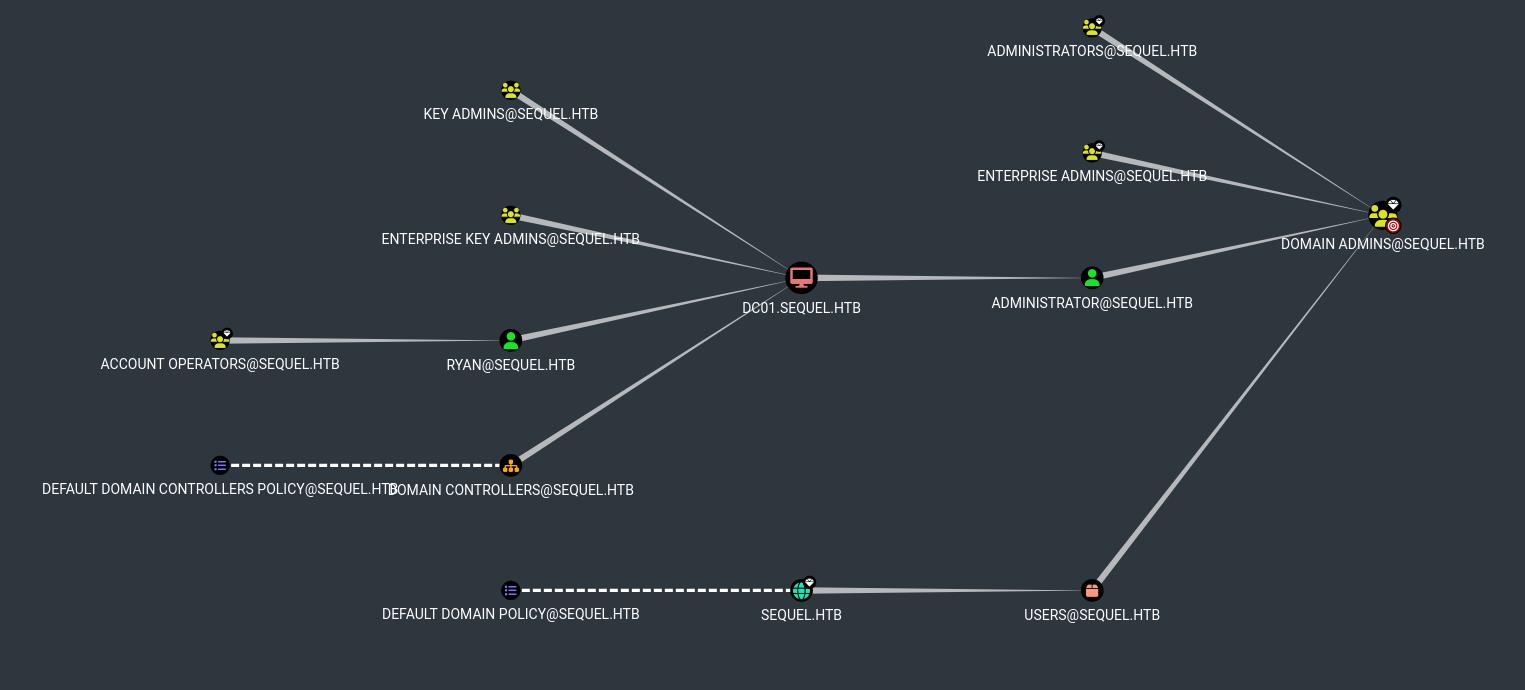 ADMINISTRATORS@SEQUEL.HTB
KEY ADMINS@SEQUEL.HTB
ENTERPRISE ADMINS@SEQUEL.HTB
ENTERPRISE KEY ADMINS@SEQUEL.HTB
DOMAIN ADMINS@SEQUEL.HTB
DC01.SEQUEL.HTB
ADMINISTRATOR@SEQUEL.HTB
ACCOUNT OPERATORS@SEQUEL.HTB
RYAN@SEQUEL.HTB
DEFAULT DOMAIN CONTROLLERS POLICY@SEQUEL.HTB
DOMAIN CONTROLLERS@SEQUEL.HTB
DEFAULT DOMAIN POLICY@SEQUEL.HTB
SEQUEL.HTB
USERS@SEQUEL.HTB